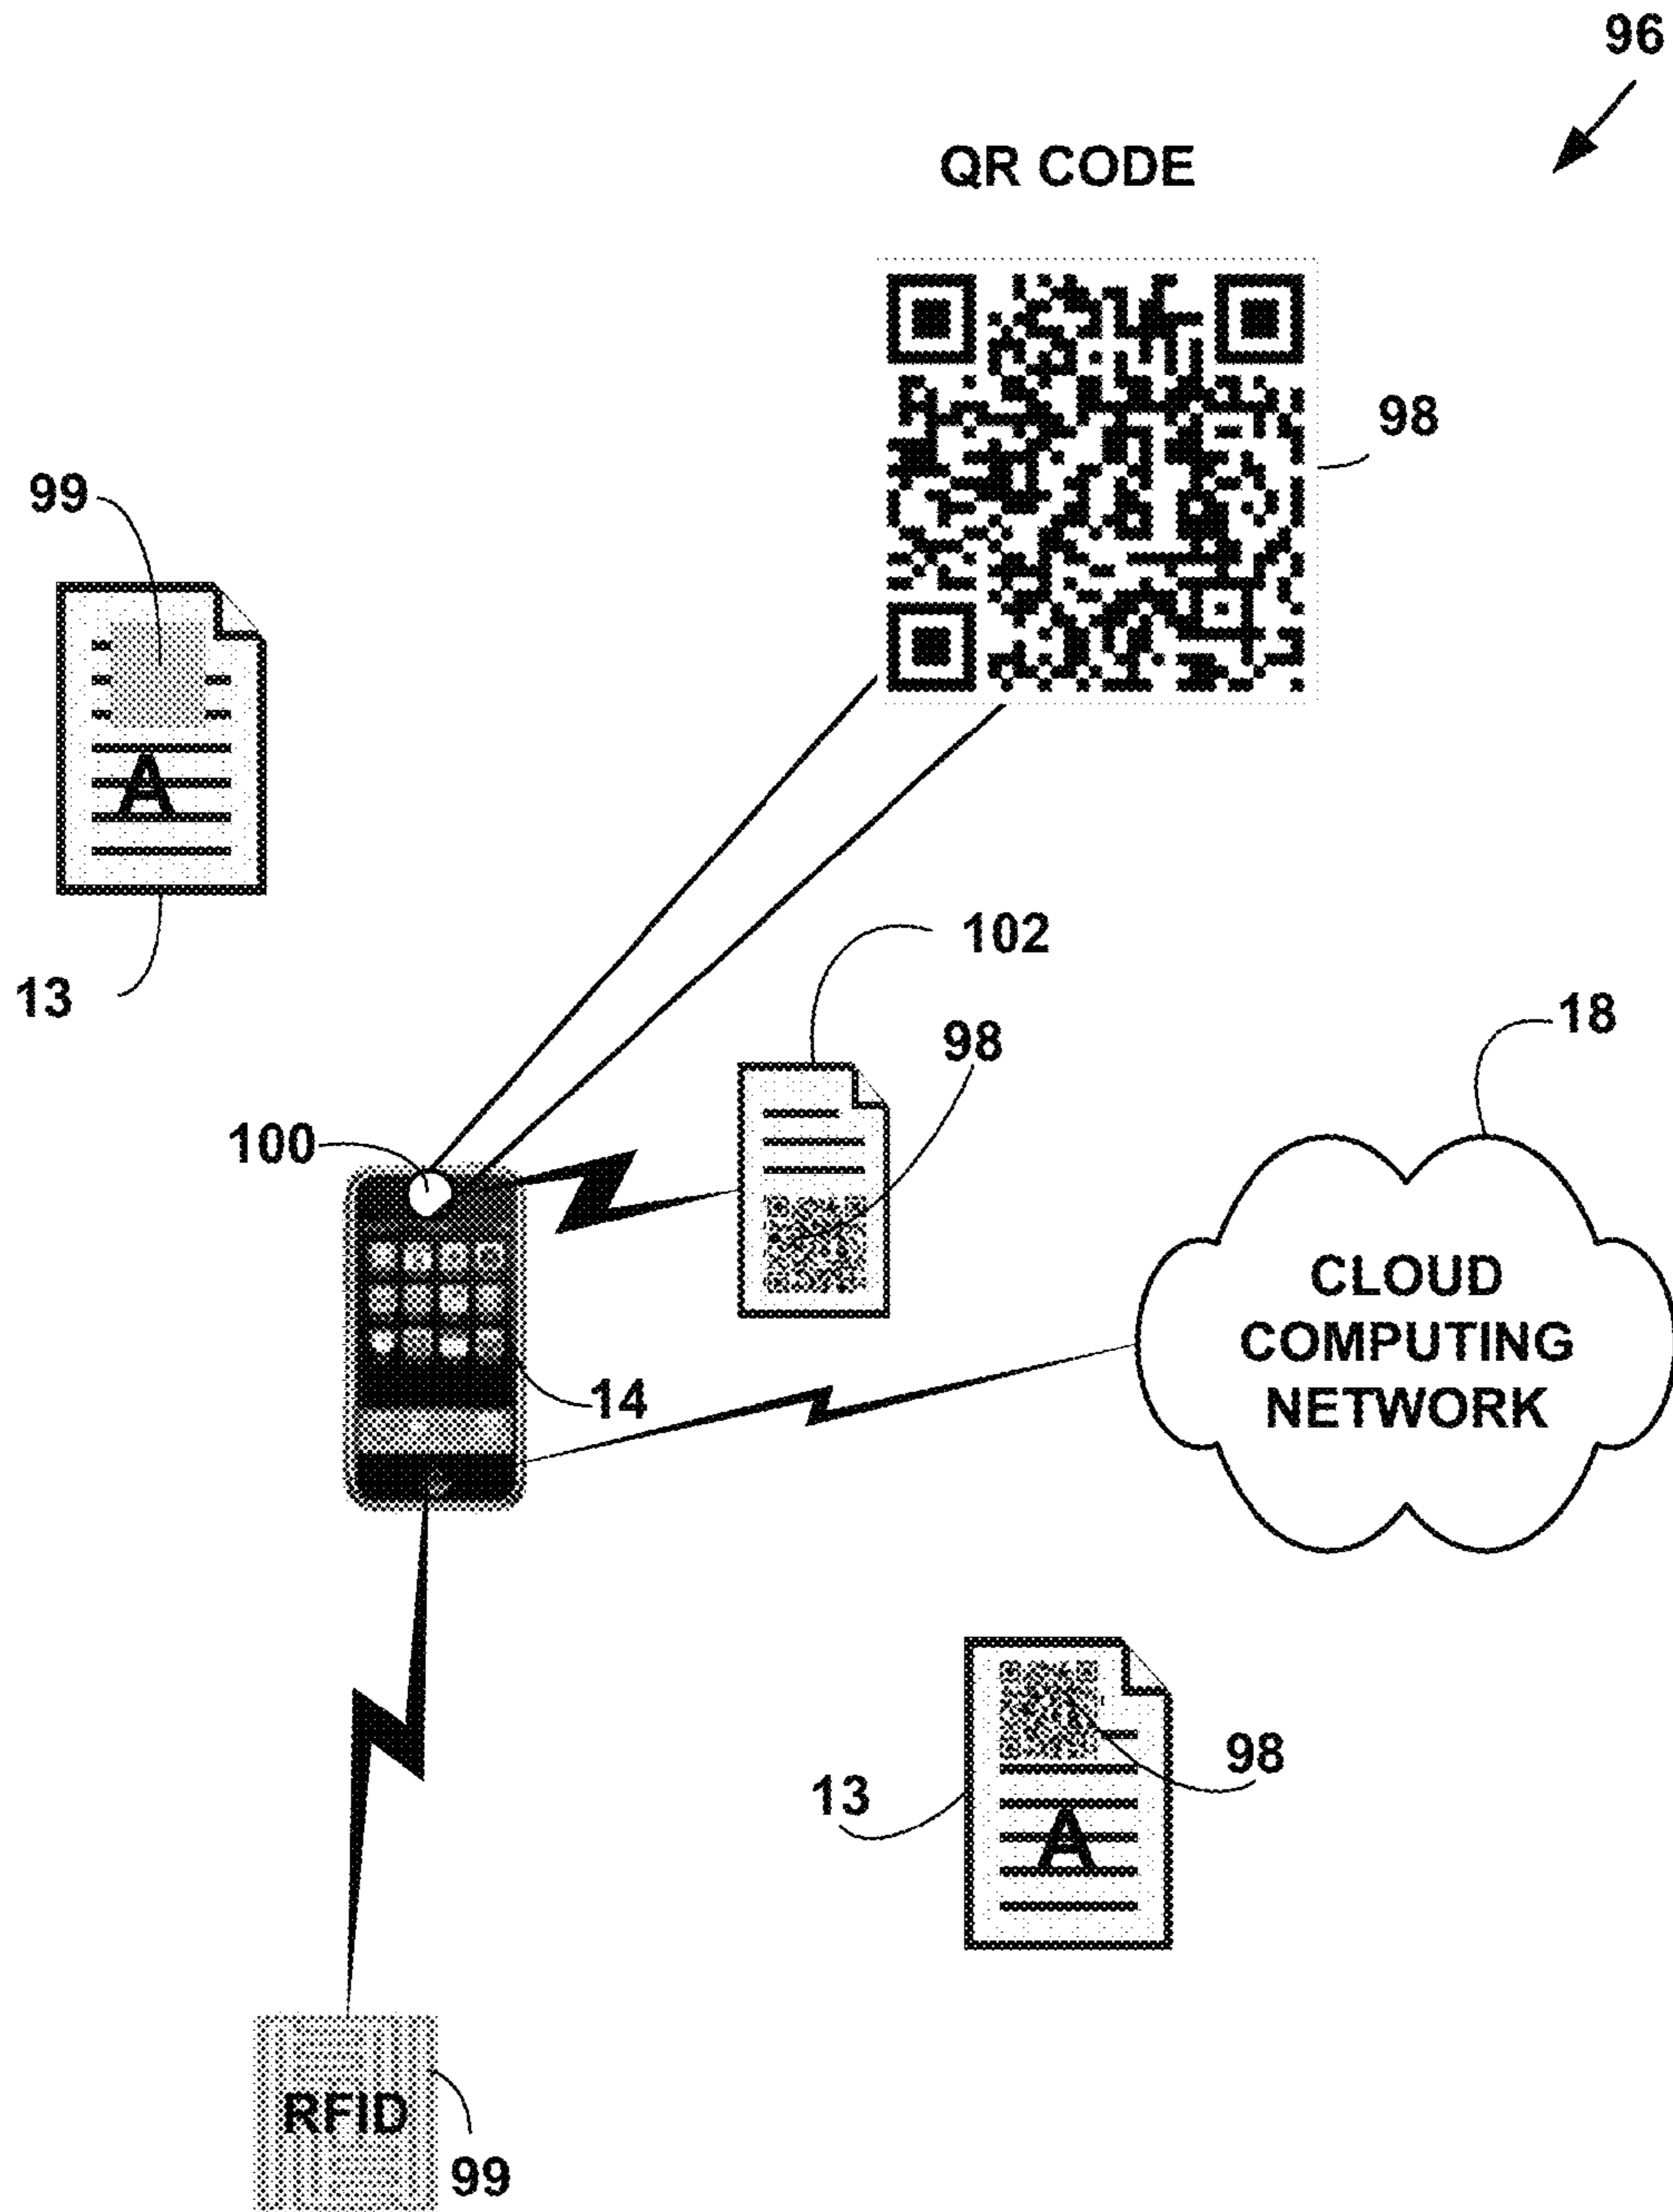 96
QR CODE
98
99
A
13
102
98
18
100
CLOUD
COMPUTING
NETWORK
14
98
13
A
RFID
99